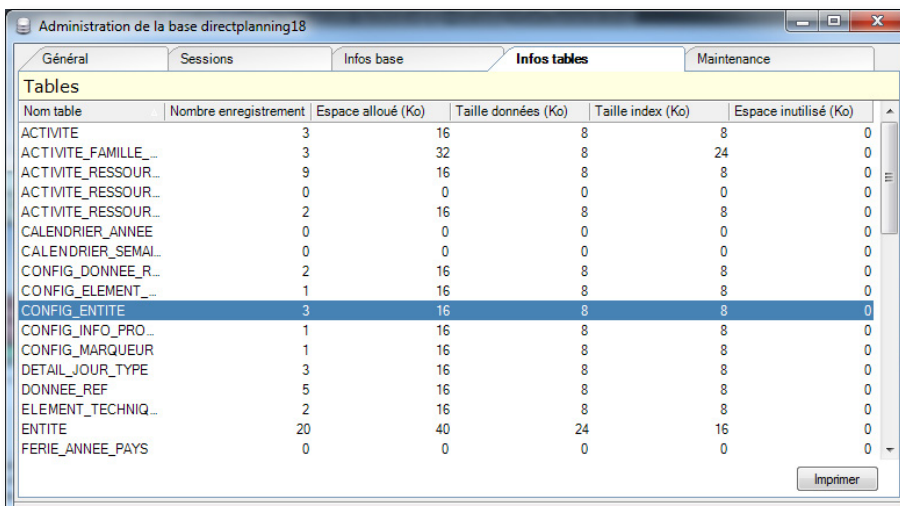 Administration de la base directplanning18
Général Sessions Infos base Infos tables Maintenance
Tables
Nom table Nombre enregistrement Espace alloué (Ko) Taille données (Ko) Taille index (Ko) Espace inutilisé (Ko)
ACTIVITE 3 16 8 8 0
ACTIVITE_FAMILLE_... 3 32 8 24 0
ACTIVITE_RESSOUR... 9 16 8 8 0
ACTIVITE_RESSOUR... 0 0 0 0 0
ACTIVITE_RESSOUR... 2 16 8 8 0
CALENDRIER_ANNEE 0 0 0 0 0
CALENDRIER_SEMAI... 0 0 0 0 0
CONFIG_DONNEE_R... 2 16 8 8 0
CONFIG_ELEMENT_... 1 16 8 8 0
CONFIG_ENTITE 3 16 8 8 0
CONFIG_INFO_PRO... 1 16 8 8 0
CONFIG_MARQUEUR 1 16 8 8 0
DETAIL_JOUR_TYPE 3 16 8 8 0
DONNEE_REF 5 16 8 8 0
ELEMENT_TECHNIQ... 2 16 8 8 0
ENTITE 20 40 24 16 0
FERIE_ANNEE_PAYS 0 0 0 0 0
Imprimer